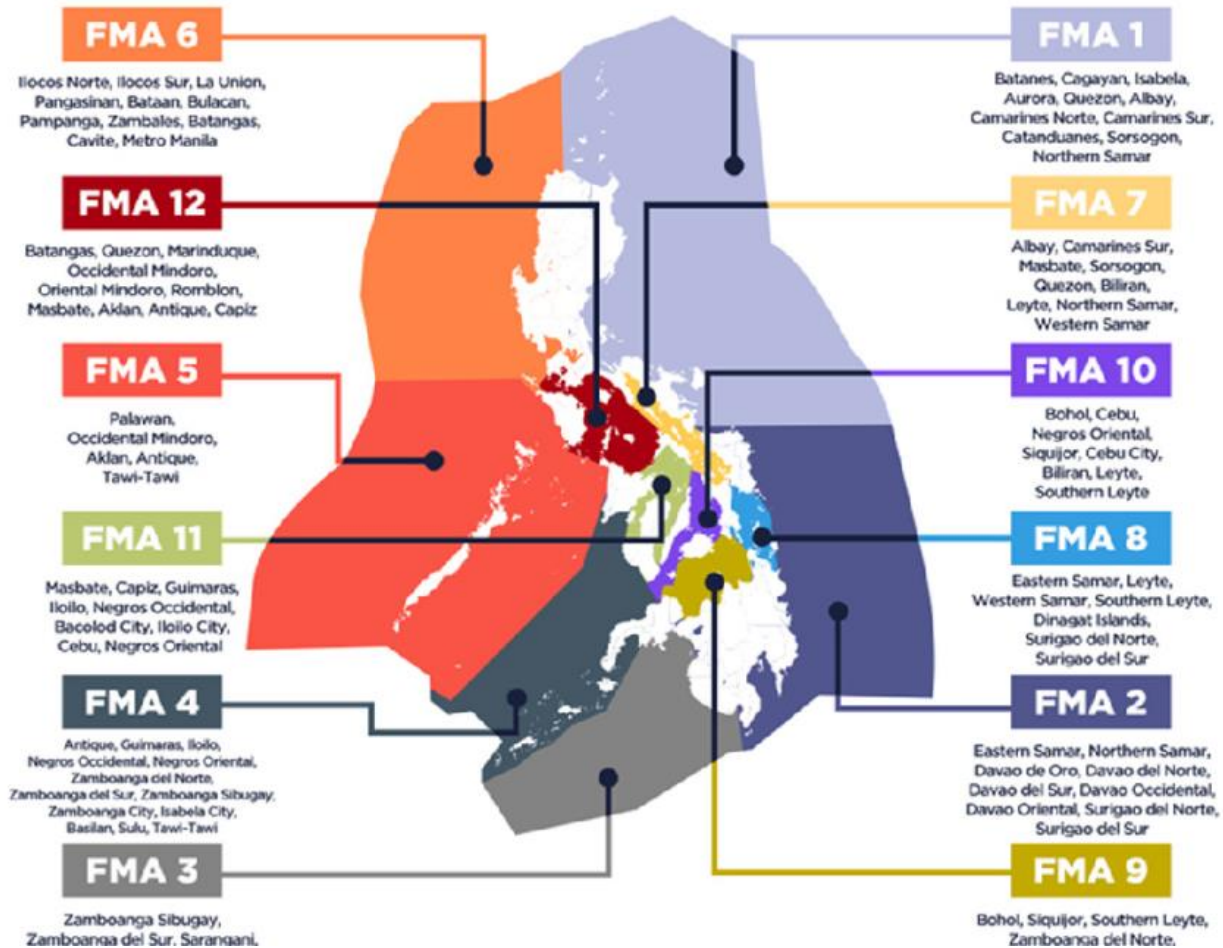 FMA 6
Ilocos Norte, Ilocos Sur, La Union,
Pangasinan, Bataan, Bulacan,
Pampanga, Zambales, Batangas,
Cavite, Metro Manila
FMA 12
Batangas, Quezon, Marinduque,
Occidental Mindoro,
Oriental Mindoro, Romblon,
Masbate, Aklan, Antique, Capiz
FMA 5
Palawan,
Occidental Mindoro,
Aklan, Antique,
Tawi-Tawi
FMA 11
Masbate, Capiz, Guimaras,
Iloilo, Negros Occidental,
Bacolod City, Iloilo City,
Cebu, Negros Oriental
FMA 4
Antique, Guimaras, Iloilo,
Negros Occidental, Negros Oriental,
Zamboanga del Norte,
Zamboanga del Sur, Zamboanga Sibugay,
Zamboanga City, Isabela City,
Basilan, Sulu, Tawi-Tawi
FMA 3
Zamboanga Sibugay,
Zamboanga del Sur, Sarangani,
FMA 1
Batanes, Cagayan, Isabela,
Aurora, Quezon, Albay,
Camarines Norte, Camarines Sur,
Catanduanes, Sorsogon,
Northern Samar
FMA 7
Albay, Camarines Sur,
Masbate, Sorsogon,
Quezon, Biliran,
Leyte, Northern Samar,
Western Samar
FMA 10
Bohol, Cebu,
Negros Oriental,
Siquijor, Cebu City,
Biliran, Leyte,
Southern Leyte
FMA 8
Eastern Samar, Leyte,
Western Samar, Southern Leyte,
Dinagat Islands,
Surigao del Norte,
Surigao del Sur
FMA 2
Eastern Samar, Northern Samar,
Davao de Oro, Davao del Norte,
Davao del Sur, Davao Occidental,
Davao Oriental, Surigao del Norte,
Surigao del Sur
FMA 9
Bohol, Siquijor, Southern Leyte,
Zamboanga del Norte,